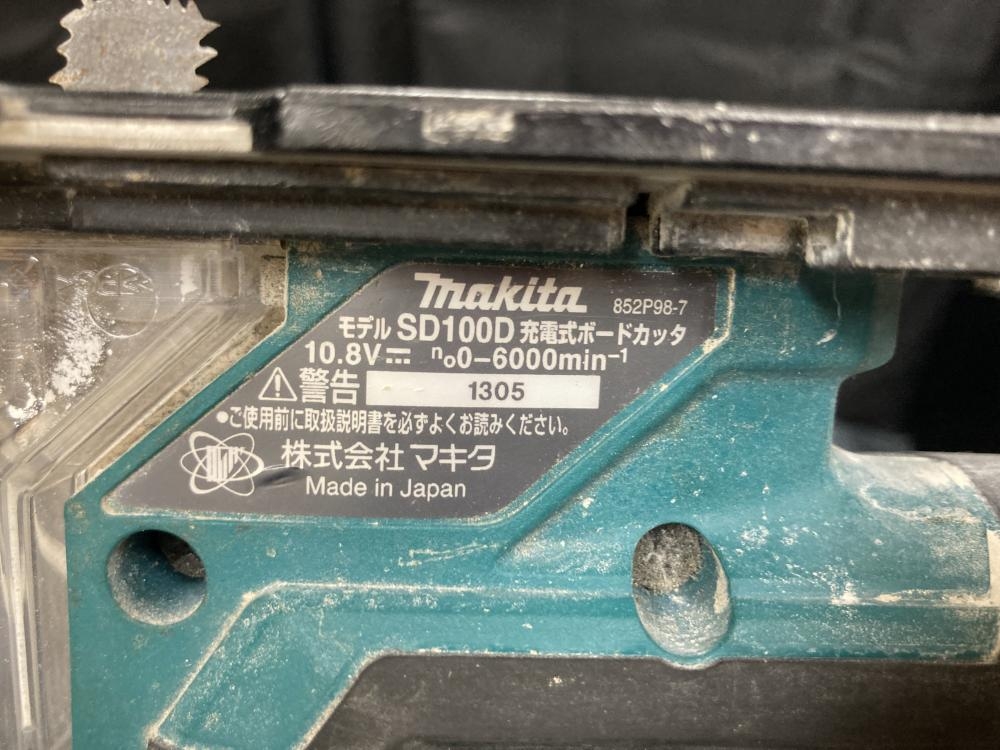 makita 852P98-7
モデル SD100D 充電式ボードカッタ
10.8V⎓ n₀0-6000min⁻¹
⚠警告 1305
●ご使用前に取扱説明書を必ずよくお読みください。
株式会社 マキタ
Made in Japan